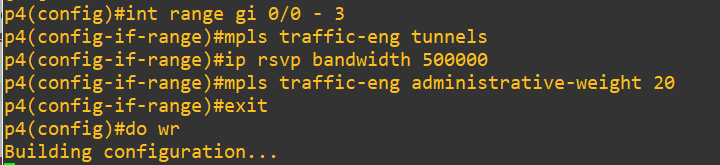 p4(config)#int range gi 0/0 - 3
p4(config-if-range)#mpls traffic-eng tunnels
p4(config-if-range)#ip rsvp bandwidth 500000
p4(config-if-range)#mpls traffic-eng administrative-weight 20
p4(config-if-range)#exit
p4(config)#do wr
Building configuration...